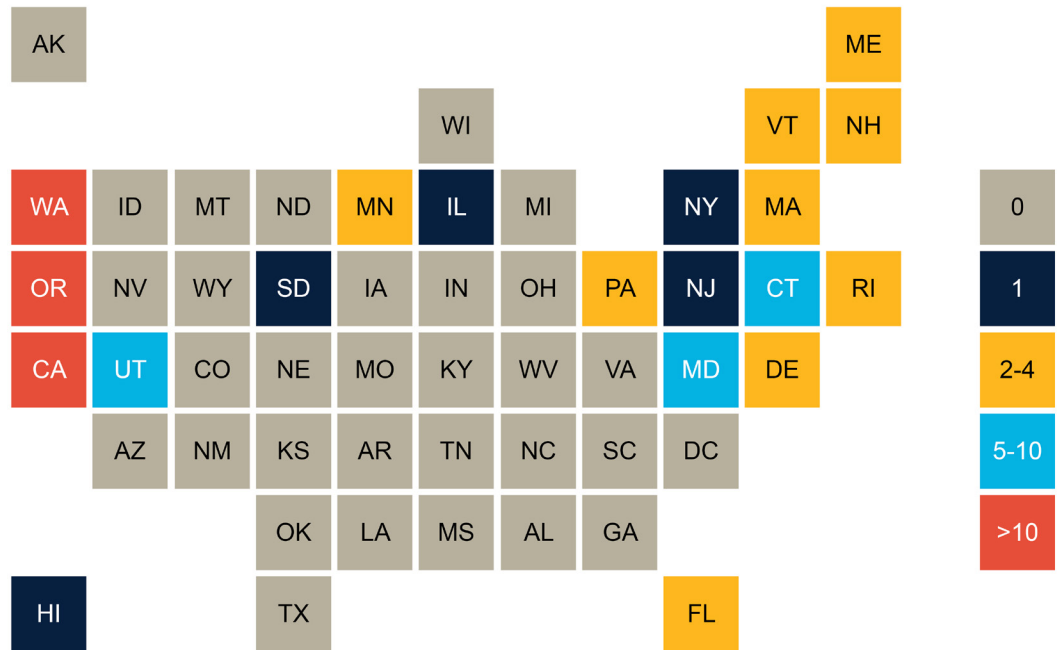 AK ME
WI VT NH
WA ID MT ND MN IL MI NY MA 0
OR NV WY SD IA IN OH PA NJ CT RI 1
CA UT CO NE MO KY WV VA MD DE 2-4
AZ NM KS AR TN NC SC DC 5-10
OK LA MS AL GA >10
HI TX FL